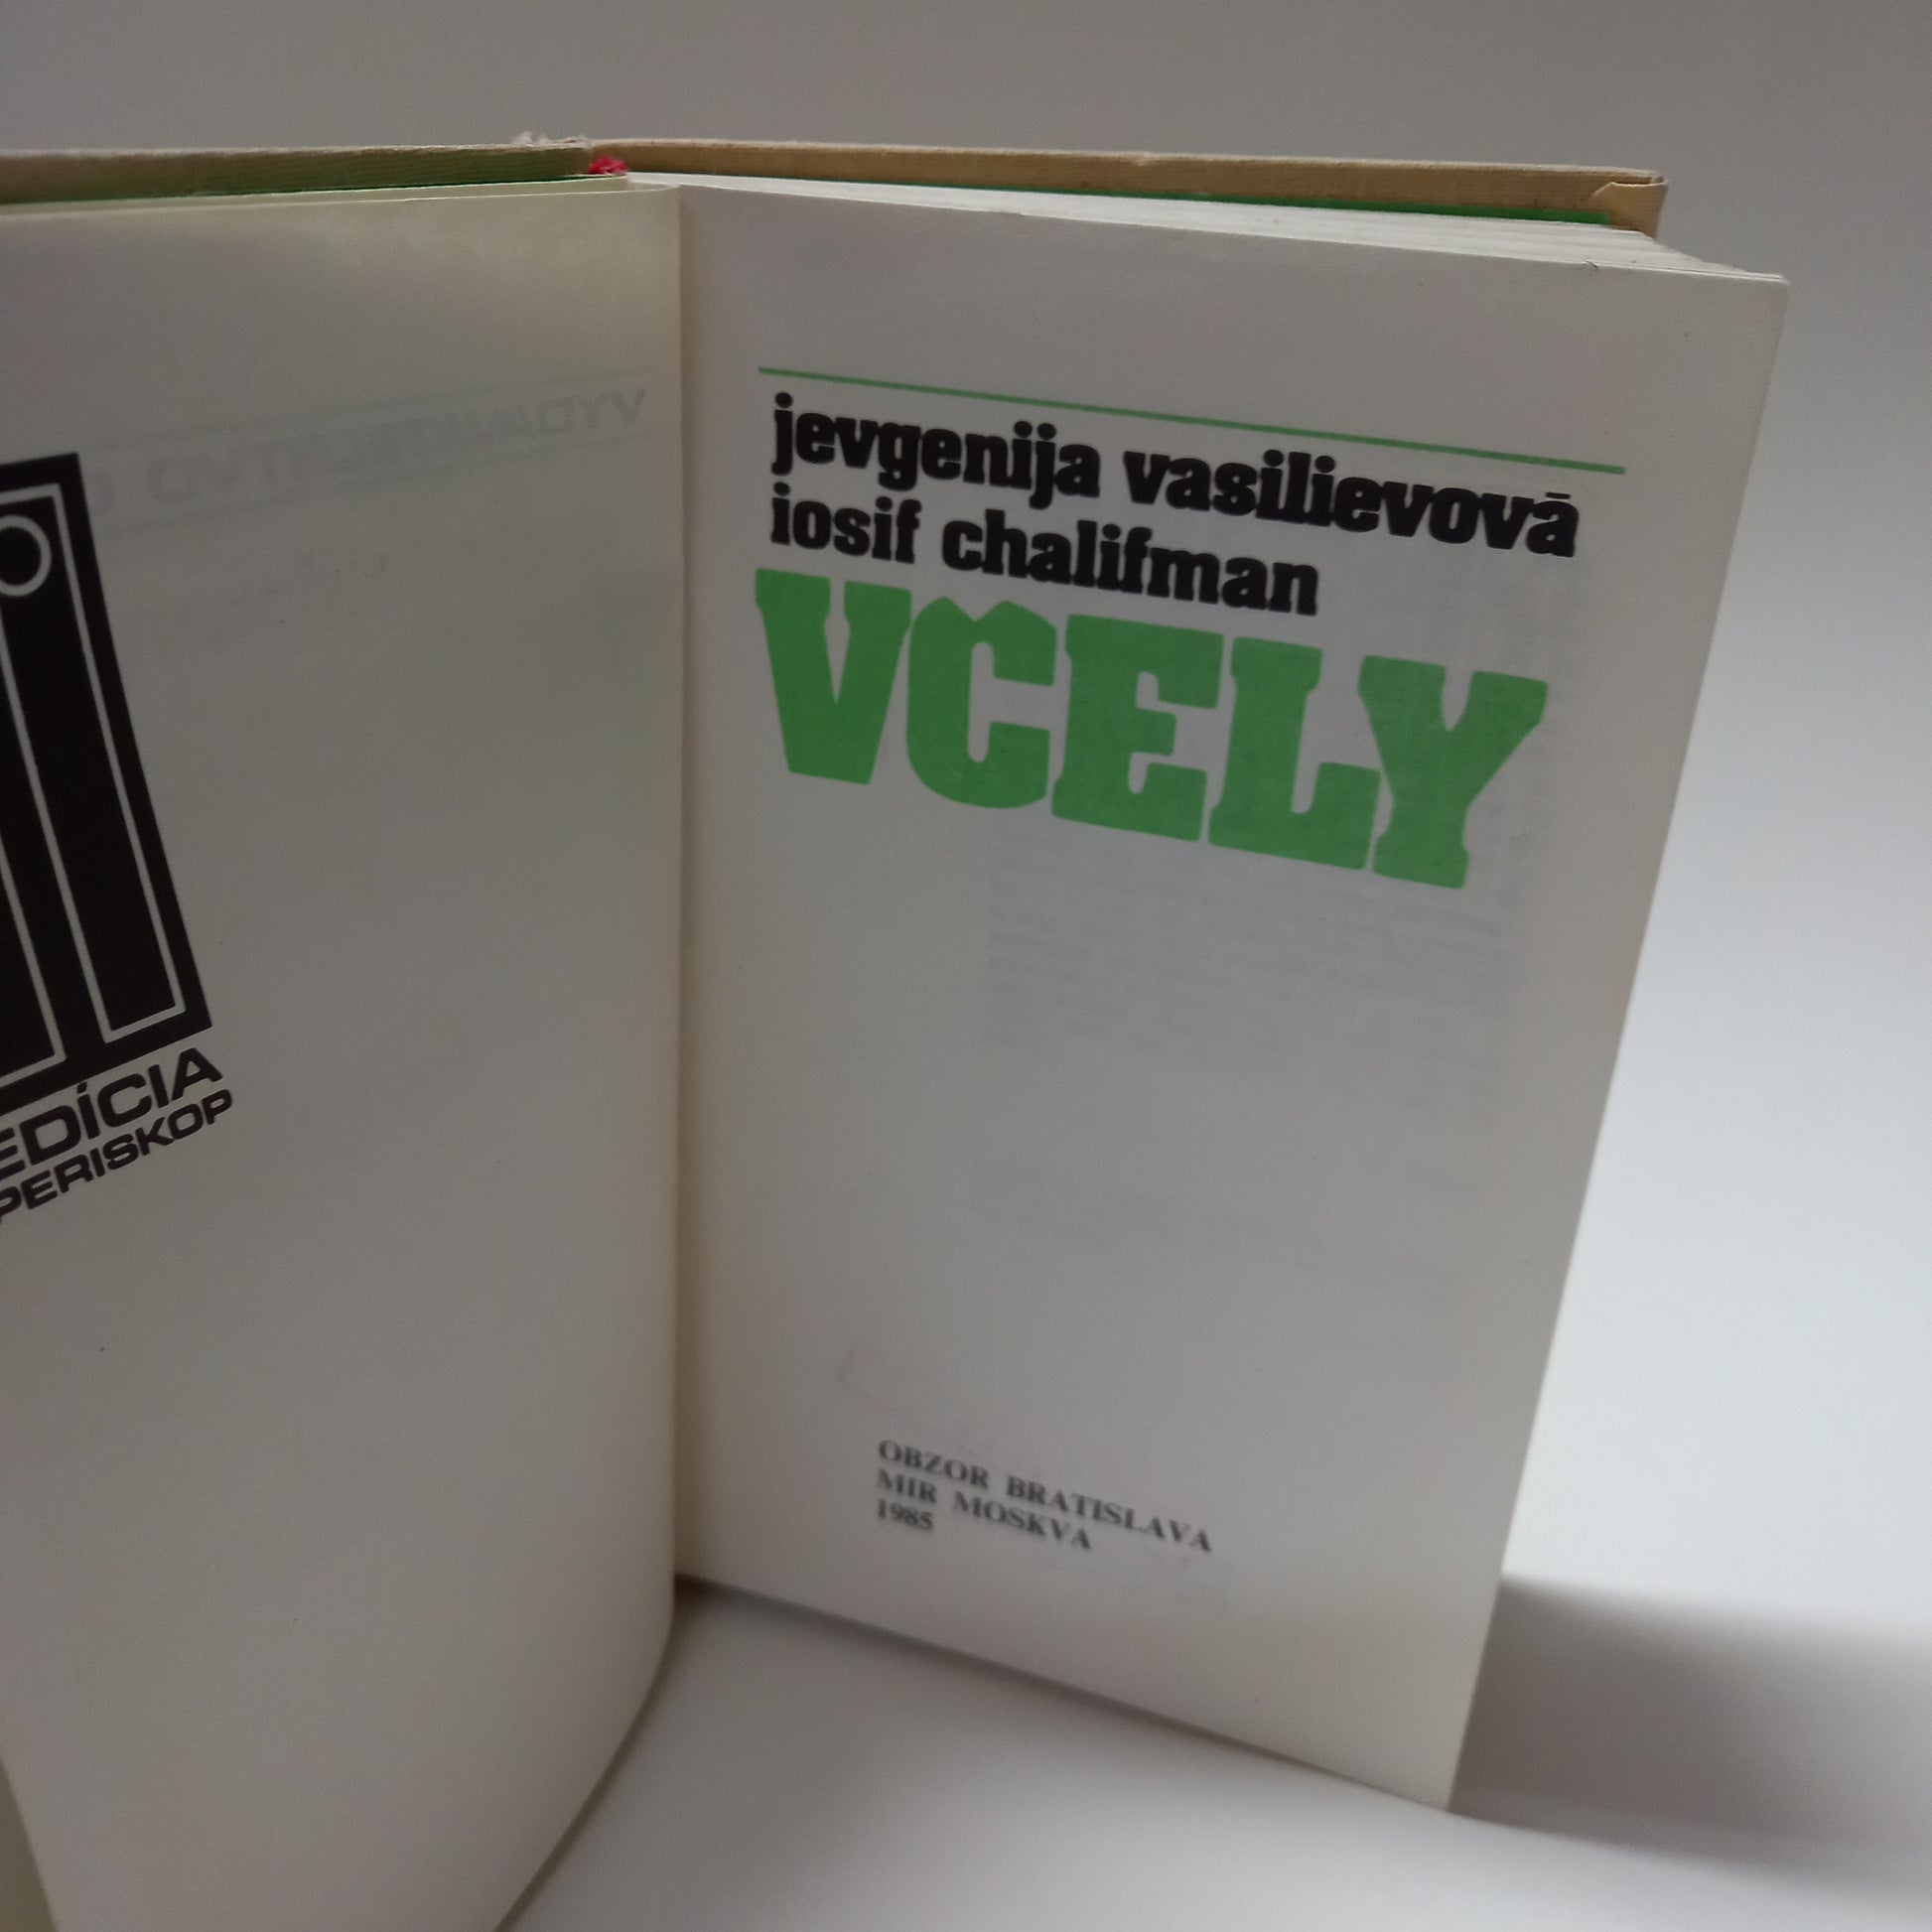 EDÍCIA
PERISKOP
jevgenija vasilievová
iosif chalifman
VČELY
OBZOR BRATISLAVA
MIR MOSKVA
1985